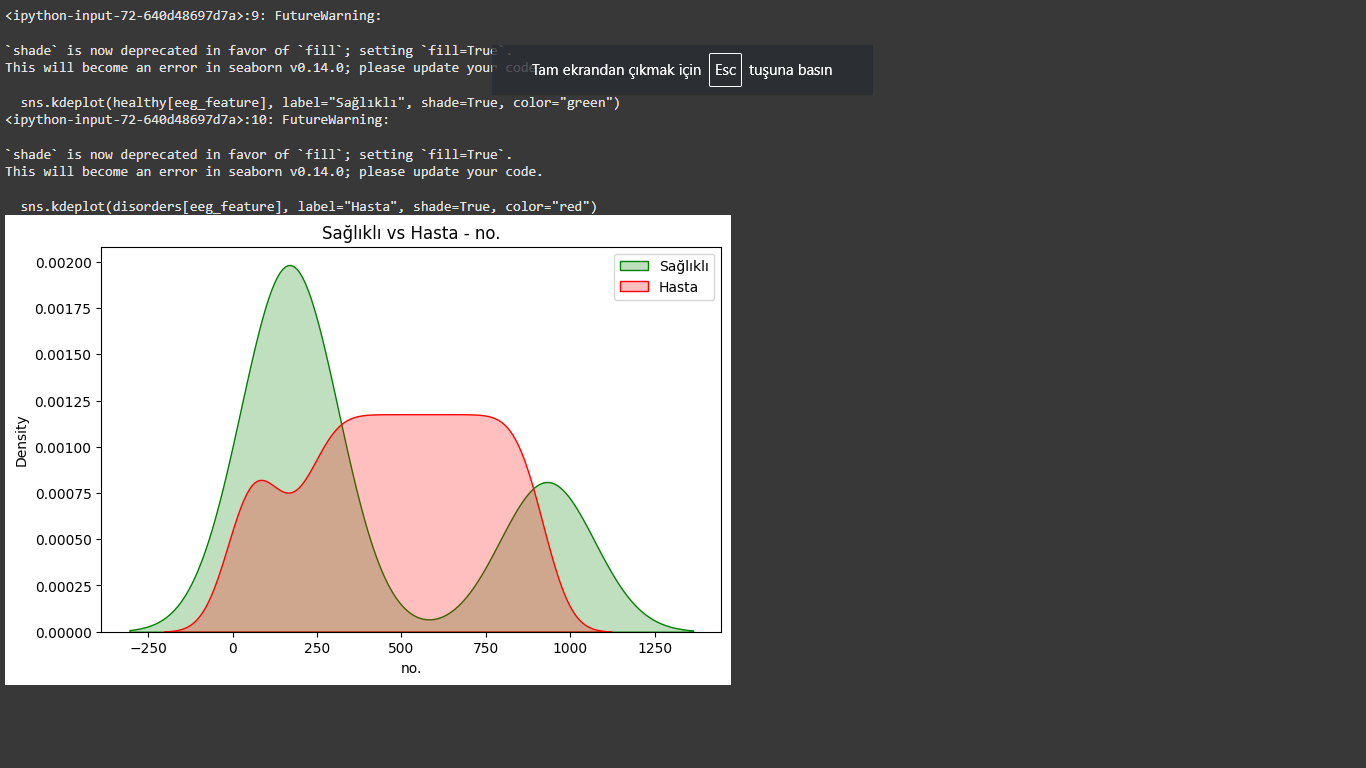 <ipython-input-72-640d48697d7a>:9: FutureWarning:
`shade` is now deprecated in favor of `fill`; setting `fill=True`.
This will become an error in seaborn v0.14.0; please update your code.
Tam ekrandan çıkmak için Esc tuşuna basın
sns.kdeplot(healthy[eeg_feature], label="Sağlıklı", shade=True, color="green")
<ipython-input-72-640d48697d7a>:10: FutureWarning:
`shade` is now deprecated in favor of `fill`; setting `fill=True`.
This will become an error in seaborn v0.14.0; please update your code.
sns.kdeplot(disorders[eeg_feature], label="Hasta", shade=True, color="red")
Sağlıklı vs Hasta - no.
Sağlıklı
Hasta
0.00200
0.00175
0.00150
0.00125
0.00100
0.00075
0.00050
0.00025
0.00000
Density
−250 0 250 500 750 1000 1250
no.